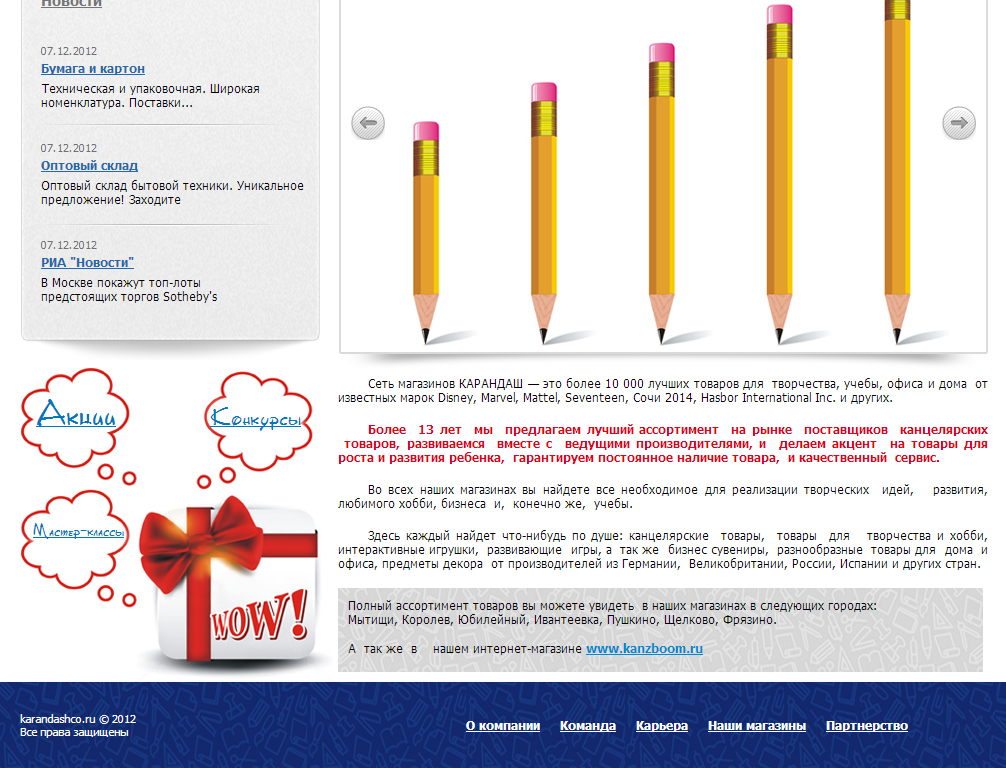 Новости
07.12.2012
Бумага и картон
Техническая и упаковочная. Широкая
номенклатура. Поставки...
07.12.2012
Оптовый склад
Оптовый склад бытовой техники. Уникальное
предложение! Заходите
07.12.2012
РИА "Новости"
В Москве покажут топ-лоты
предстоящих торгов Sotheby's
Акции
Конкурсы
Мастер-классы
WOW!
Сеть магазинов КАРАНДАШ — это более 10 000 лучших товаров для творчества, учебы, офиса и дома от
известных марок Disney, Marvel, Mattel, Seventeen, Сочи 2014, Hasbor International Inc. и других.
Более 13 лет мы предлагаем лучший ассортимент на рынке поставщиков канцелярских
товаров, развиваемся вместе с ведущими производителями, и делаем акцент на товары для
роста и развития ребенка, гарантируем постоянное наличие товара, и качественный сервис.
Во всех наших магазинах вы найдете все необходимое для реализации творческих идей, развития,
любимого хобби, бизнеса и, конечно же, учебы.
Здесь каждый найдет что-нибудь по душе: канцелярские товары, товары для творчества и хобби,
интерактивные игрушки, развивающие игры, а так же бизнес сувениры, разнообразные товары для дома и
офиса, предметы декора от производителей из Германии, Великобритании, России, Испании и других стран.
Полный ассортимент товаров вы можете увидеть в наших магазинах в следующих городах:
Мытищи, Королев, Юбилейный, Ивантеевка, Пушкино, Щелково, Фрязино.
А так же в нашем интернет-магазине www.kanzboom.ru
karandashco.ru © 2012
Все права защищены
О компании Команда Карьера Наши магазины Партнерство